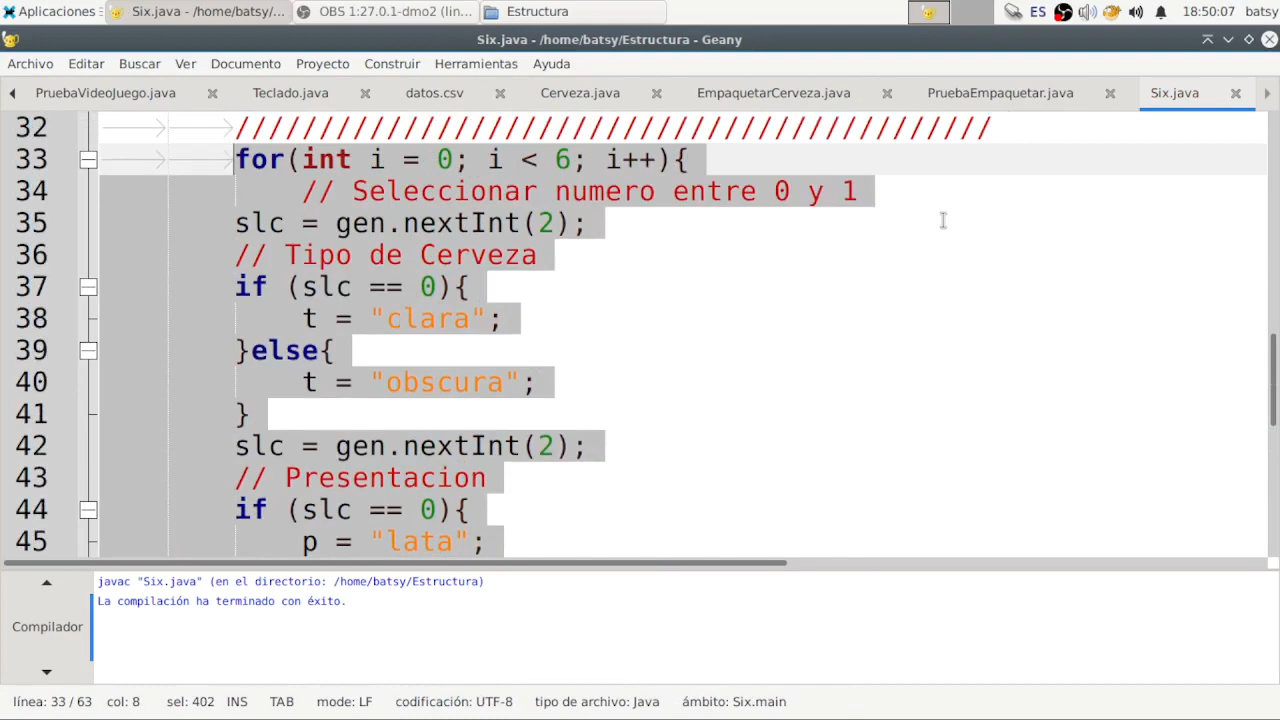 Aplicaciones
Six.java - /home/batsy/...
OBS 1:27.0.1-dmo2 (lin...
Estructura
ES
18:50:07
batsy
Six.java - /home/batsy/Estructura - Geany
Archivo Editar Buscar Ver Documento Proyecto Construir Herramientas Ayuda
PruebaVideoJuego.java Teclado.java datos.csv Cerveza.java EmpaquetarCerveza.java PruebaEmpaquetar.java Six.java
32 /////////////////////////////////////////////
33 for(int i = 0; i < 6; i++){
34 // Seleccionar numero entre 0 y 1
35 slc = gen.nextInt(2);
36 // Tipo de Cerveza
37 if (slc == 0){
38 t = "clara";
39 }else{
40 t = "obscura";
41 }
42 slc = gen.nextInt(2);
43 // Presentacion
44 if (slc == 0){
45 p = "lata";
javac "Six.java" (en el directorio: /home/batsy/Estructura)
La compilación ha terminado con éxito.
Compilador
línea: 33 / 63 col: 8 sel: 402 INS TAB mode: LF codificación: UTF-8 tipo de archivo: Java ámbito: Six.main